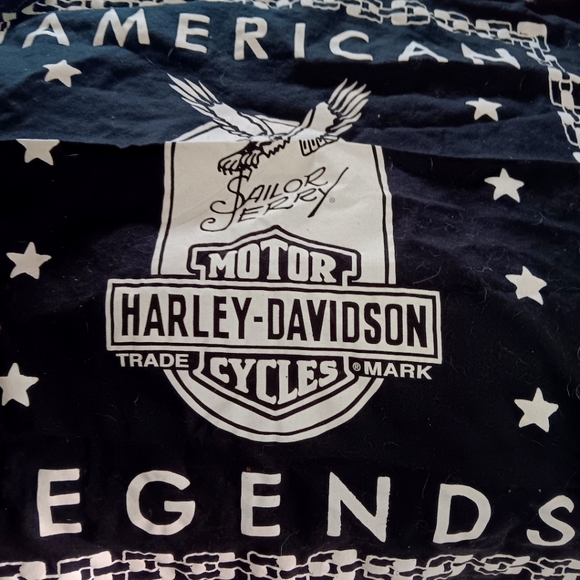 AMERICAN
SAILOR
JERRY®
MOTOR
HARLEY-DAVIDSON
TRADE ® MARK
CYCLES
EGENDS